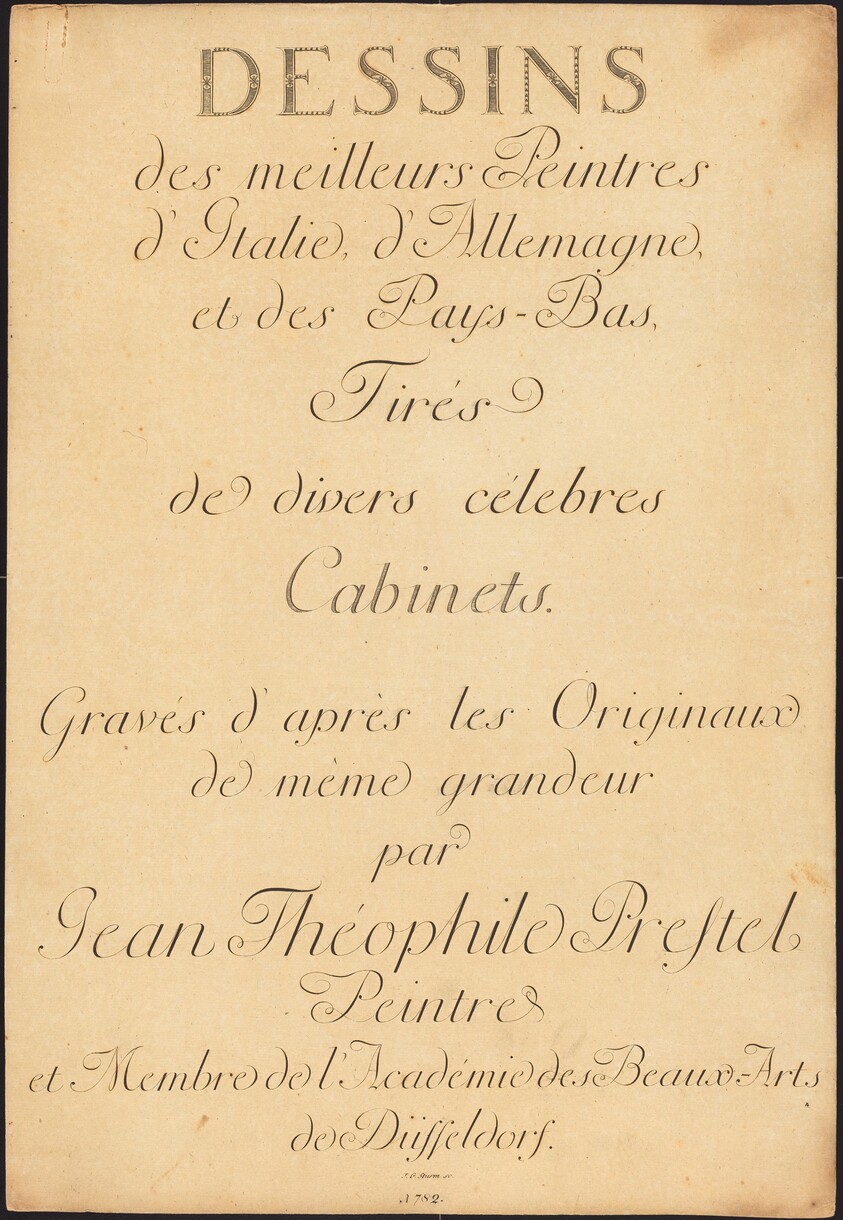 DESSINS
des meilleurs Peintres
d'Italie, d'Allemagne,
et des Pays-Bas,
Tirés
de divers célebres
Cabinets.
Gravés d'après les Originaux
de mème grandeur
par
Jean Théophile Preſtel
Peintre
et Membre de l'Académie des Beaux-Arts
de Düſſeldorf.
J. G. Sturm. sc.
1782.